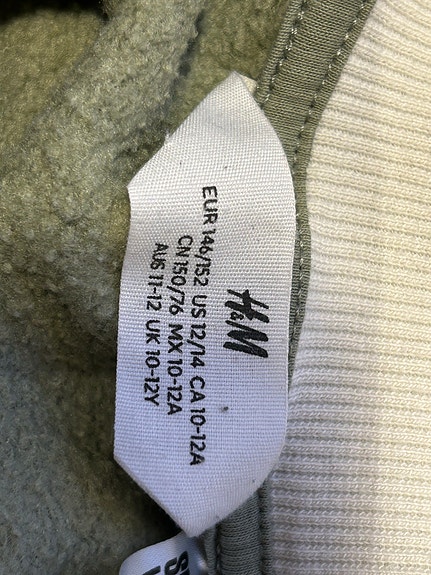 H&M
EUR 146/152 US 12/14 CA 10-12A
CN 150/76 MX 10-12A
AUS 11-12 UK 10-12Y